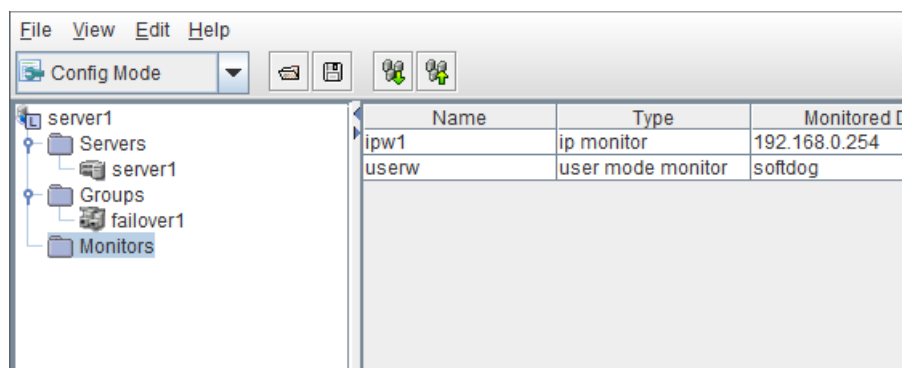 File View Edit Help
Config Mode
server1
Servers
server1
Groups
failover1
Monitors
Name Type Monitored D
ipw1 ip monitor 192.168.0.254
userw user mode monitor softdog